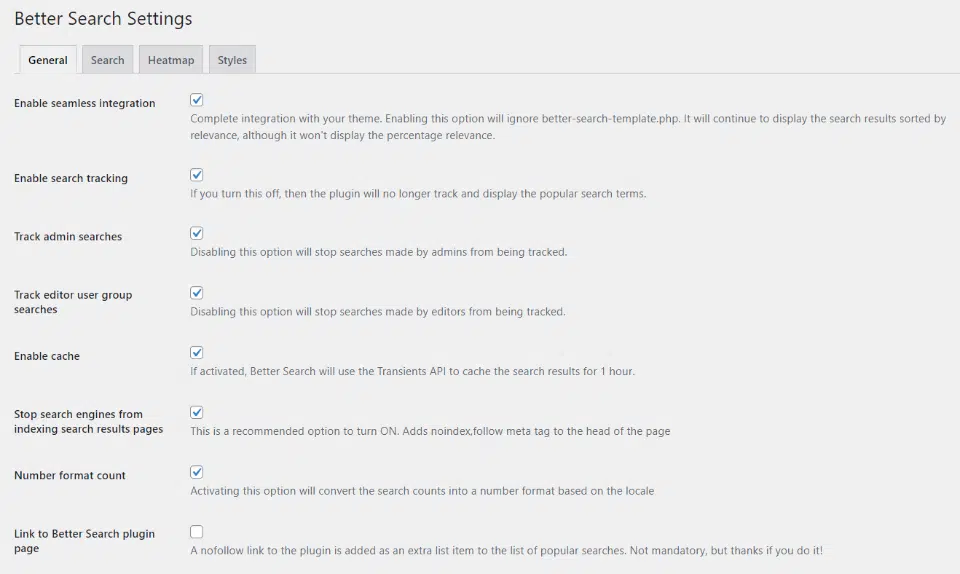 Better Search Settings
General
Search
Heatmap
Styles
Enable seamless integration
Complete integration with your theme. Enabling this option will ignore better-search-template.php. It will continue to display the search results sorted by
relevance, although it won't display the percentage relevance.
Enable search tracking
If you turn this off, then the plugin will no longer track and display the popular search terms.
Track admin searches
Disabling this option will stop searches made by admins from being tracked.
Track editor user group
searches
Disabling this option will stop searches made by editors from being tracked.
Enable cache
If activated, Better Search will use the Transients API to cache the search results for 1 hour.
Stop search engines from
indexing search results pages
This is a recommended option to turn ON. Adds noindex,follow meta tag to the head of the page
Number format count
Activating this option will convert the search counts into a number format based on the locale
Link to Better Search plugin
page
A nofollow link to the plugin is added as an extra list item to the list of popular searches. Not mandatory, but thanks if you do it!